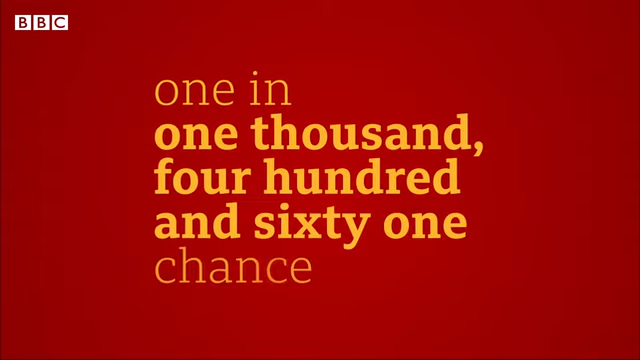 BBC
one in
one thousand,
four hundred
and sixty one
chance